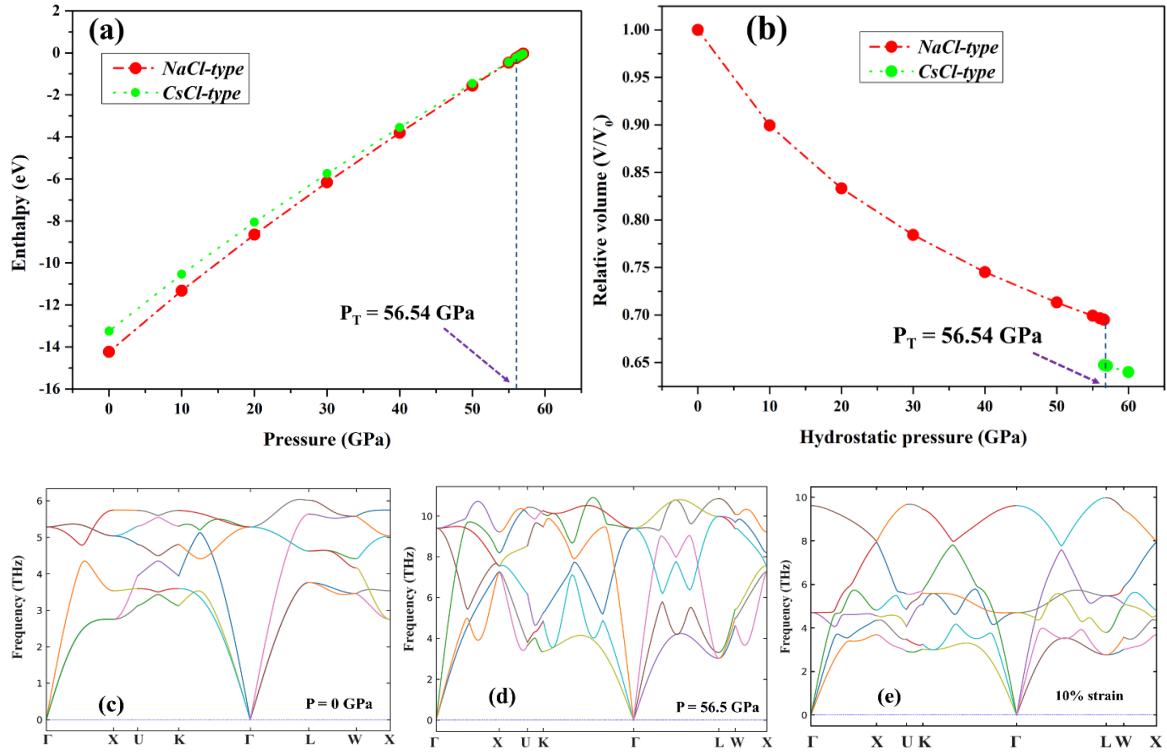 (a)
NaCl-type
CsCl-type
P_T = 56.54 GPa
Enthalpy (eV)
2
0
-2
-4
-6
-8
-10
-12
-14
-16
0 10 20 30 40 50 60
Pressure (GPa)
(b)
NaCl-type
CsCl-type
P_T = 56.54 GPa
Relative volume (V/V_0)
1.00
0.95
0.90
0.85
0.80
0.75
0.70
0.65
0 10 20 30 40 50 60
Hydrostatic pressure (GPa)
Frequency (THz)
6
5
4
3
2
1
0
(c)
P = 0 GPa
Γ X U K Γ L W X
Frequency (THz)
10
8
6
4
2
0
(d)
P = 56.5 GPa
Γ X U K Γ L W X
Frequency (THz)
10
8
6
4
2
0
(e)
10% strain
Γ X U K Γ L W X